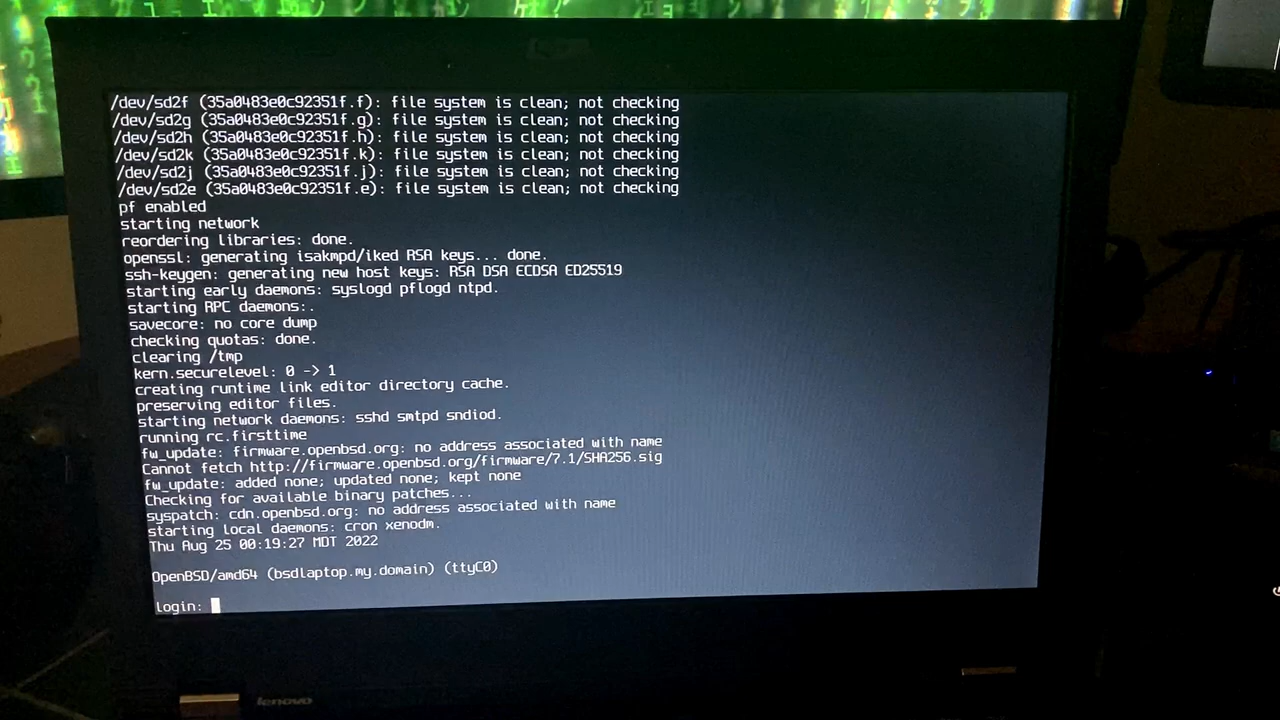 /dev/sd2f (35a0483e0c92351f.f): file system is clean; not checking
/dev/sd2g (35a0483e0c92351f.g): file system is clean; not checking
/dev/sd2h (35a0483e0c92351f.h): file system is clean; not checking
/dev/sd2k (35a0483e0c92351f.k): file system is clean; not checking
/dev/sd2j (35a0483e0c92351f.j): file system is clean; not checking
/dev/sd2e (35a0483e0c92351f.e): file system is clean; not checking
pf enabled
starting network
reordering libraries: done.
openssl: generating isakmpd/iked RSA keys... done.
ssh-keygen: generating new host keys: RSA DSA ECDSA ED25519
starting early daemons: syslogd pflogd ntpd.
starting RPC daemons:.
savecore: no core dump
checking quotas: done.
clearing /tmp
kern.securelevel: 0 -> 1
creating runtime link editor directory cache.
preserving editor files.
starting network daemons: sshd smtpd sndiod.
running rc.firsttime
fw_update: firmware.openbsd.org: no address associated with name
Cannot fetch http://firmware.openbsd.org/firmware/7.1/SHA256.sig
fw_update: added none; updated none; kept none
Checking for available binary patches...
syspatch: cdn.openbsd.org: no address associated with name
starting local daemons: cron xenodm.
Thu Aug 25 00:19:27 MDT 2022
OpenBSD/amd64 (bsdlaptop.my.domain) (ttyC0)
login:
lenovo